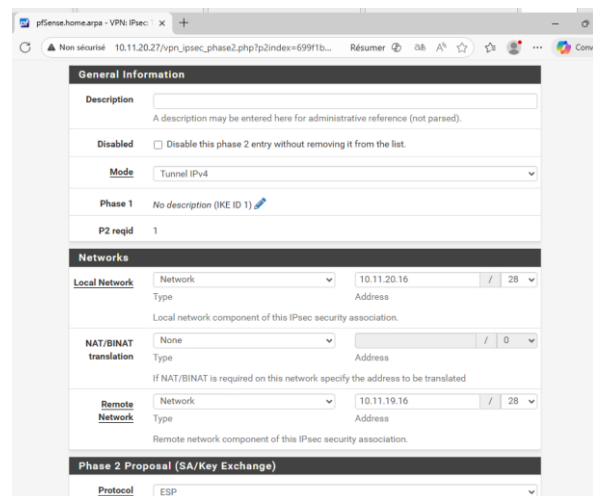 pfSense.home.arpa - VPN: IPsec: T
Non sécurisé 10.11.20.27/vpn_ipsec_phase2.php?p2index=699f1b... Résumer
General Information
Description
A description may be entered here for administrative reference (not parsed).
Disabled Disable this phase 2 entry without removing it from the list.
Mode Tunnel IPv4
Phase 1 No description (IKE ID 1)
P2 reqid 1
Networks
Local Network Network 10.11.20.16 / 28
Type Address
Local network component of this IPsec security association.
NAT/BINAT translation None / 0
Type Address
If NAT/BINAT is required on this network specify the address to be translated
Remote Network Network 10.11.19.16 / 28
Type Address
Remote network component of this IPsec security association.
Phase 2 Proposal (SA/Key Exchange)
Protocol ESP